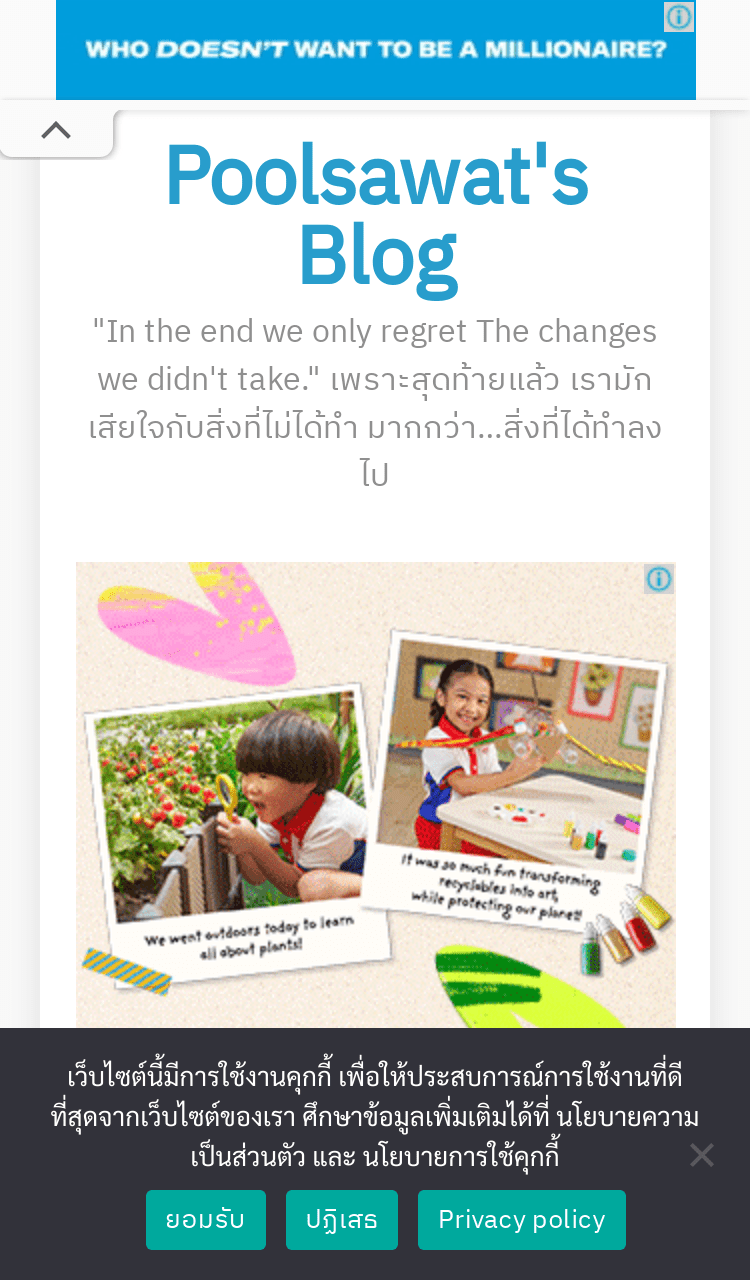 WHO DOESN'T WANT TO BE A MILLIONAIRE?
Poolsawat's
Blog
"In the end we only regret The changes
we didn't take." เพราะสุดท้ายแล้ว เรามัก
เสียใจกับสิ่งที่ไม่ได้ทำ มากกว่า...สิ่งที่ได้ทำลง
ไป
It was so much fun transforming
recyclables into art,
while protecting our planet!
We went outdoors today to learn
all about plants!
เว็บไซต์นี้มีการใช้งานคุกกี้ เพื่อให้ประสบการณ์การใช้งานที่ดี
ที่สุดจากเว็บไซต์ของเรา ศึกษาข้อมูลเพิ่มเติมได้ที่ นโยบายความ
เป็นส่วนตัว และ นโยบายการใช้คุกกี้
ยอมรับ
ปฏิเสธ
Privacy policy